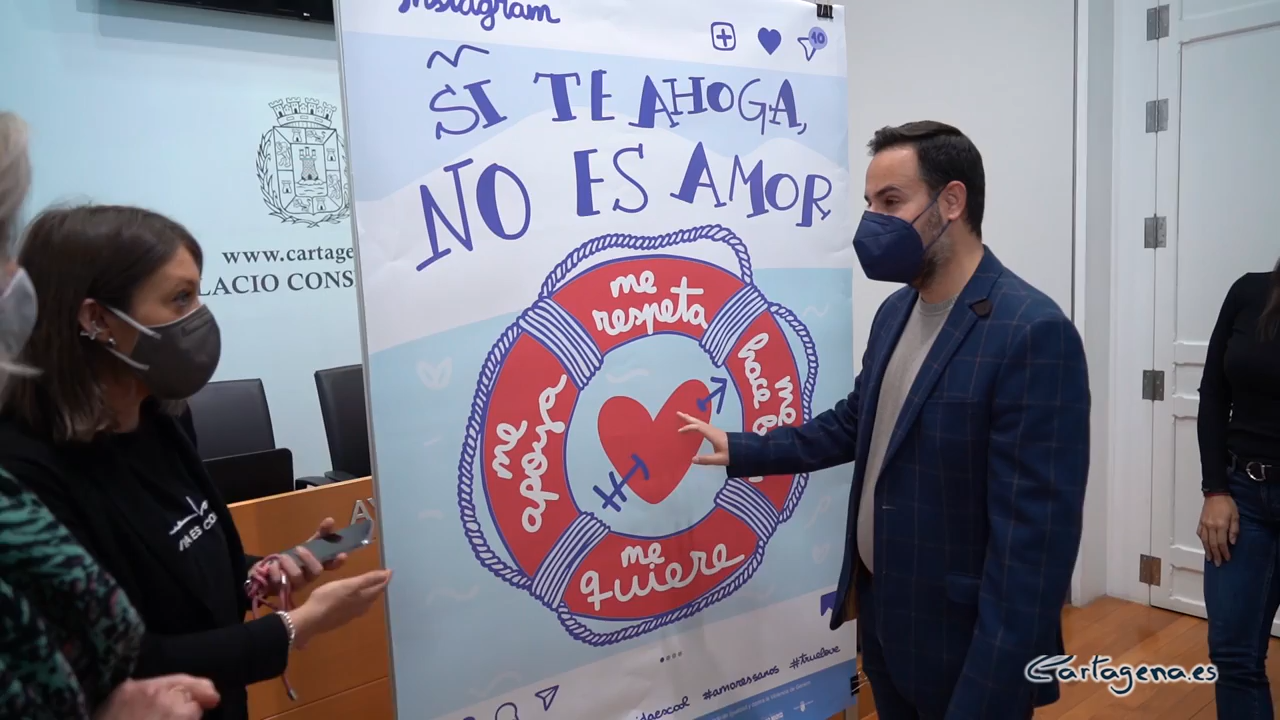 Instagram
10
SI TE AHOGA,
NO ES AMOR
www.cartage
LACIO CONS
me
respeta
me
hace
me
apoya
me
quiere
#amoressanos #truelove
Cartagena.es